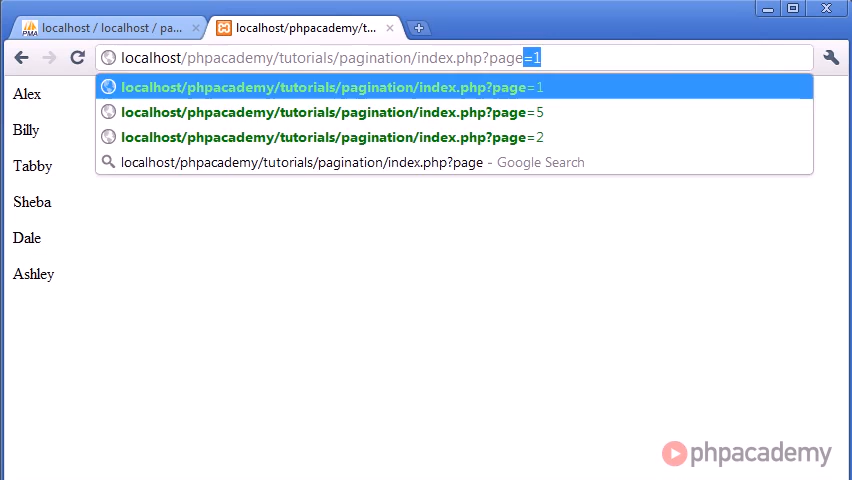 localhost / localhost / pa...
localhost/phpacademy/t...
localhost/phpacademy/tutorials/pagination/index.php?page=1
localhost/phpacademy/tutorials/pagination/index.php?page=1
localhost/phpacademy/tutorials/pagination/index.php?page=5
localhost/phpacademy/tutorials/pagination/index.php?page=2
localhost/phpacademy/tutorials/pagination/index.php?page - Google Search
Alex
Billy
Tabby
Sheba
Dale
Ashley
phpacademy